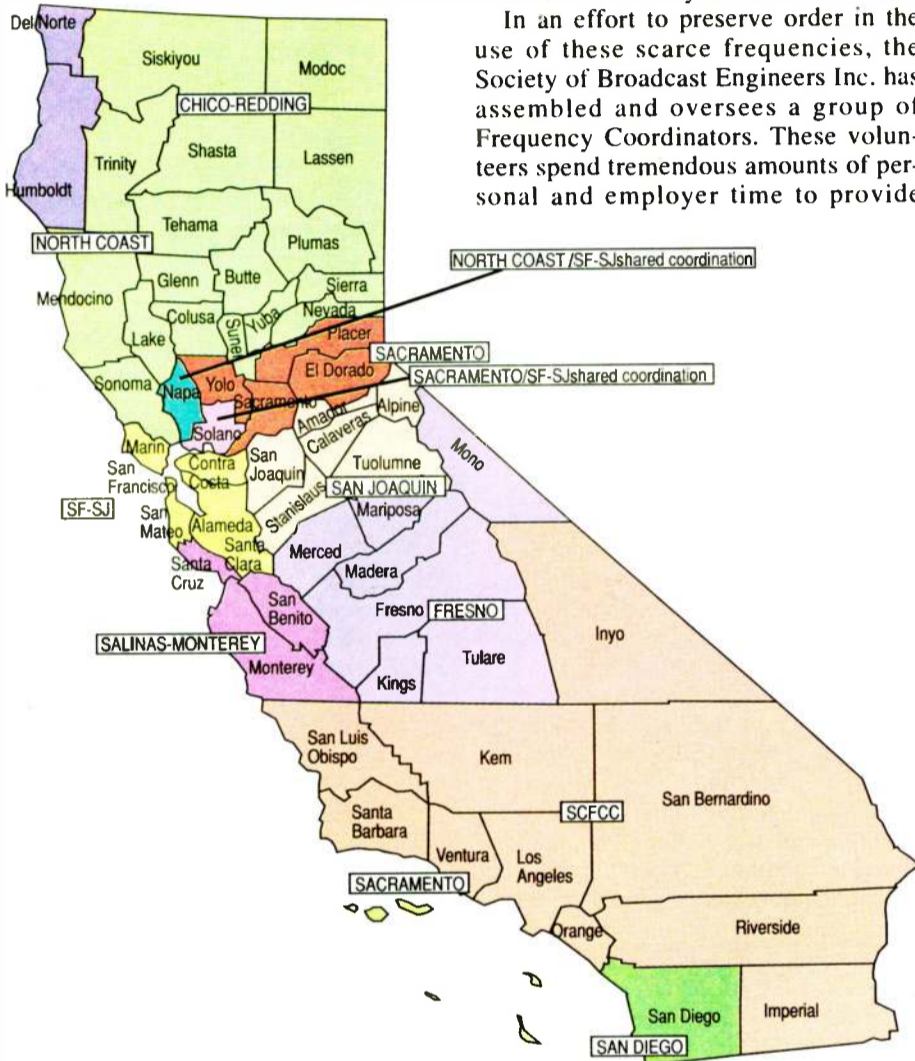 In an effort to preserve order in the
use of these scarce frequencies, the
Society of Broadcast Engineers Inc. has
assembled and oversees a group of
Frequency Coordinators. These volun-
teers spend tremendous amounts of per-
sonal and employer time to provide
Del Norte
Siskiyou
Modoc
CHICO-REDDING
Trinity
Shasta
Lassen
Humboldt
Tehama
Plumas
NORTH COAST
NORTH COAST /SF-SJshared coordination
Mendocino
Glenn
Butte
Sierra
Colusa
Suner
Yuba
Nevada
Lake
Placer
SACRAMENTO
El Dorado
SACRAMENTO/SF-SJshared coordination
Sonoma
Napa
Yolo
Sacramento
Amador
Alpine
Solano
Calaveras
Mono
Marin
Contra
Costa
San
Joaquin
Tuolumne
San
Francisco
Stanislaus
SAN JOAQUIN
SF-SJ
San
Mateo
Alameda
Mariposa
Santa
Clara
Merced
Santa
Cruz
Madera
San
Benito
Fresno
FRESNO
Inyo
SALINAS-MONTEREY
Monterey
Kings
Tulare
San Luis
Obispo
Kern
San Bernardino
SCFCC
Santa
Barbara
Ventura
Los
Angeles
SACRAMENTO
Orange
Riverside
San Diego
Imperial
SAN DIEGO